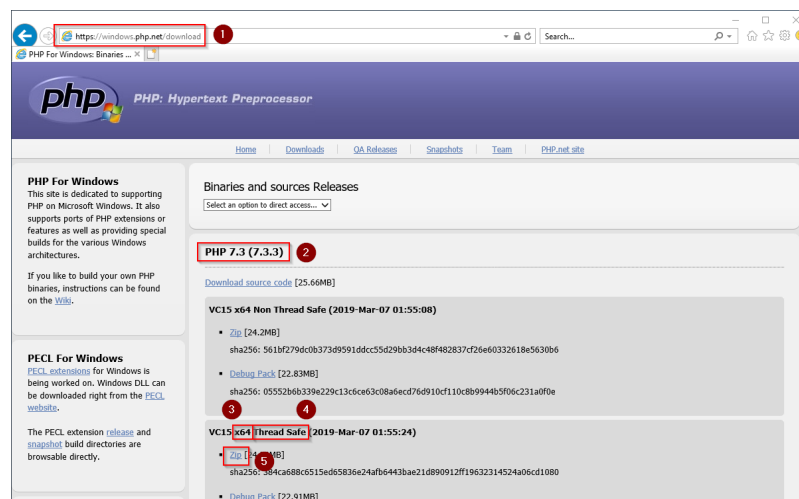 https://windows.php.net/download
1
Search...
PHP For Windows: Binaries ...
php
PHP: Hypertext Preprocessor
Home
Downloads
QA Releases
Snapshots
Team
PHP.net site
PHP For Windows
This site is dedicated to supporting
PHP on Microsoft Windows. It also
supports ports of PHP extensions or
features as well as providing special
builds for the various Windows
architectures.
If you like to build your own PHP
binaries, instructions can be found
on the Wiki.
PECL For Windows
PECL extensions for Windows is
being worked on. Windows DLL can
be downloaded right from the PECL
website.
The PECL extension release and
snapshot build directories are
browsable directly.
Binaries and sources Releases
Select an option to direct access...
PHP 7.3 (7.3.3)
2
Download source code [25.66MB]
VC15 x64 Non Thread Safe (2019-Mar-07 01:55:08)
Zip [24.2MB]
sha256: 561bf279dc0b373d9591ddcc55d29bb3d4c48f482837cf26e60332618e5630b6
Debug Pack [22.83MB]
sha256: 05552b6b339e229c13c6ce63c08a6ecd76d910cf110c8b9944b5f06c231a0f0e
3
4
VC15 x64 Thread Safe (2019-Mar-07 01:55:24)
Zip
5
sha256: 384ca688c6515ed65836e24afb6443bae21d890912ff19632314524a06cd1080
Debug Pack [22.91MB]